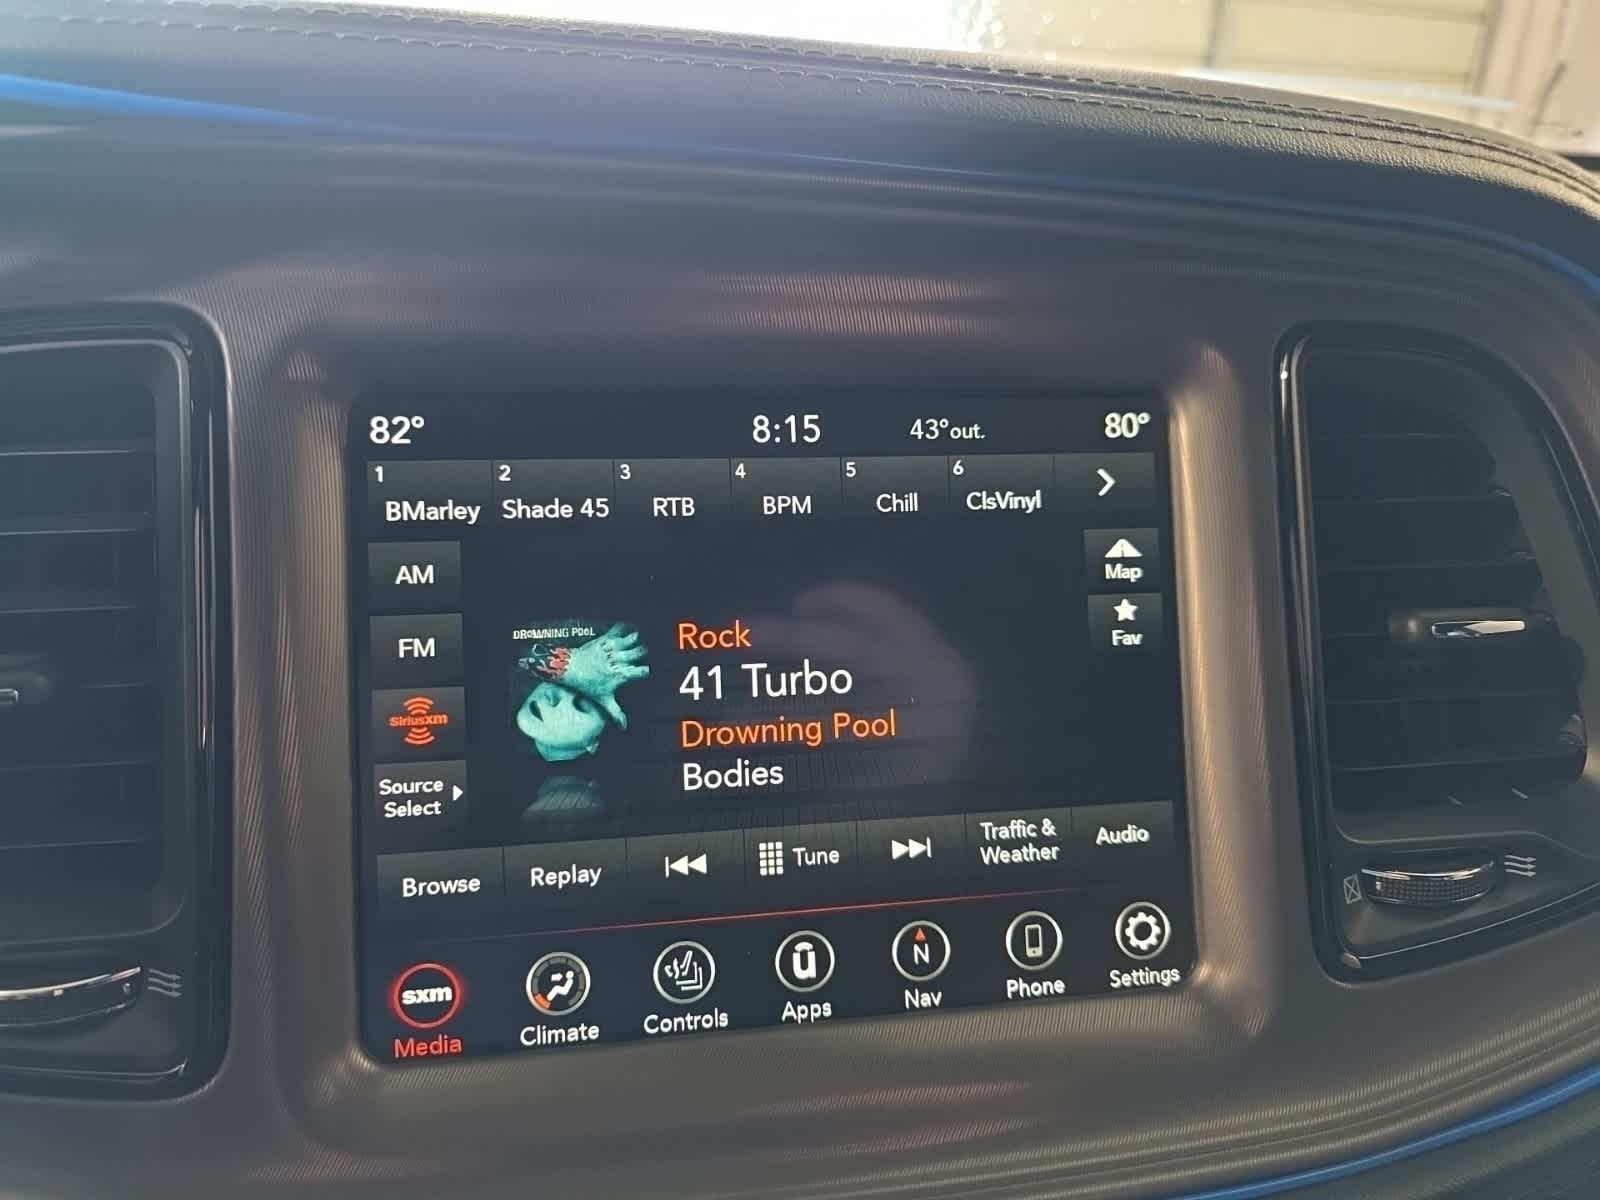 82° 8:15 43°out. 80°
1 2 3 4 5 6
BMarley Shade 45 RTB BPM Chill ClsVinyl
AM
FM
SiriusXM
Source
Select
Map
Fav
DROWNING POOL
Rock
41 Turbo
Drowning Pool
Bodies
Browse Replay Tune Traffic &
Weather Audio
sxm
Media Climate Controls
Apps
N
Nav
Phone
Settings